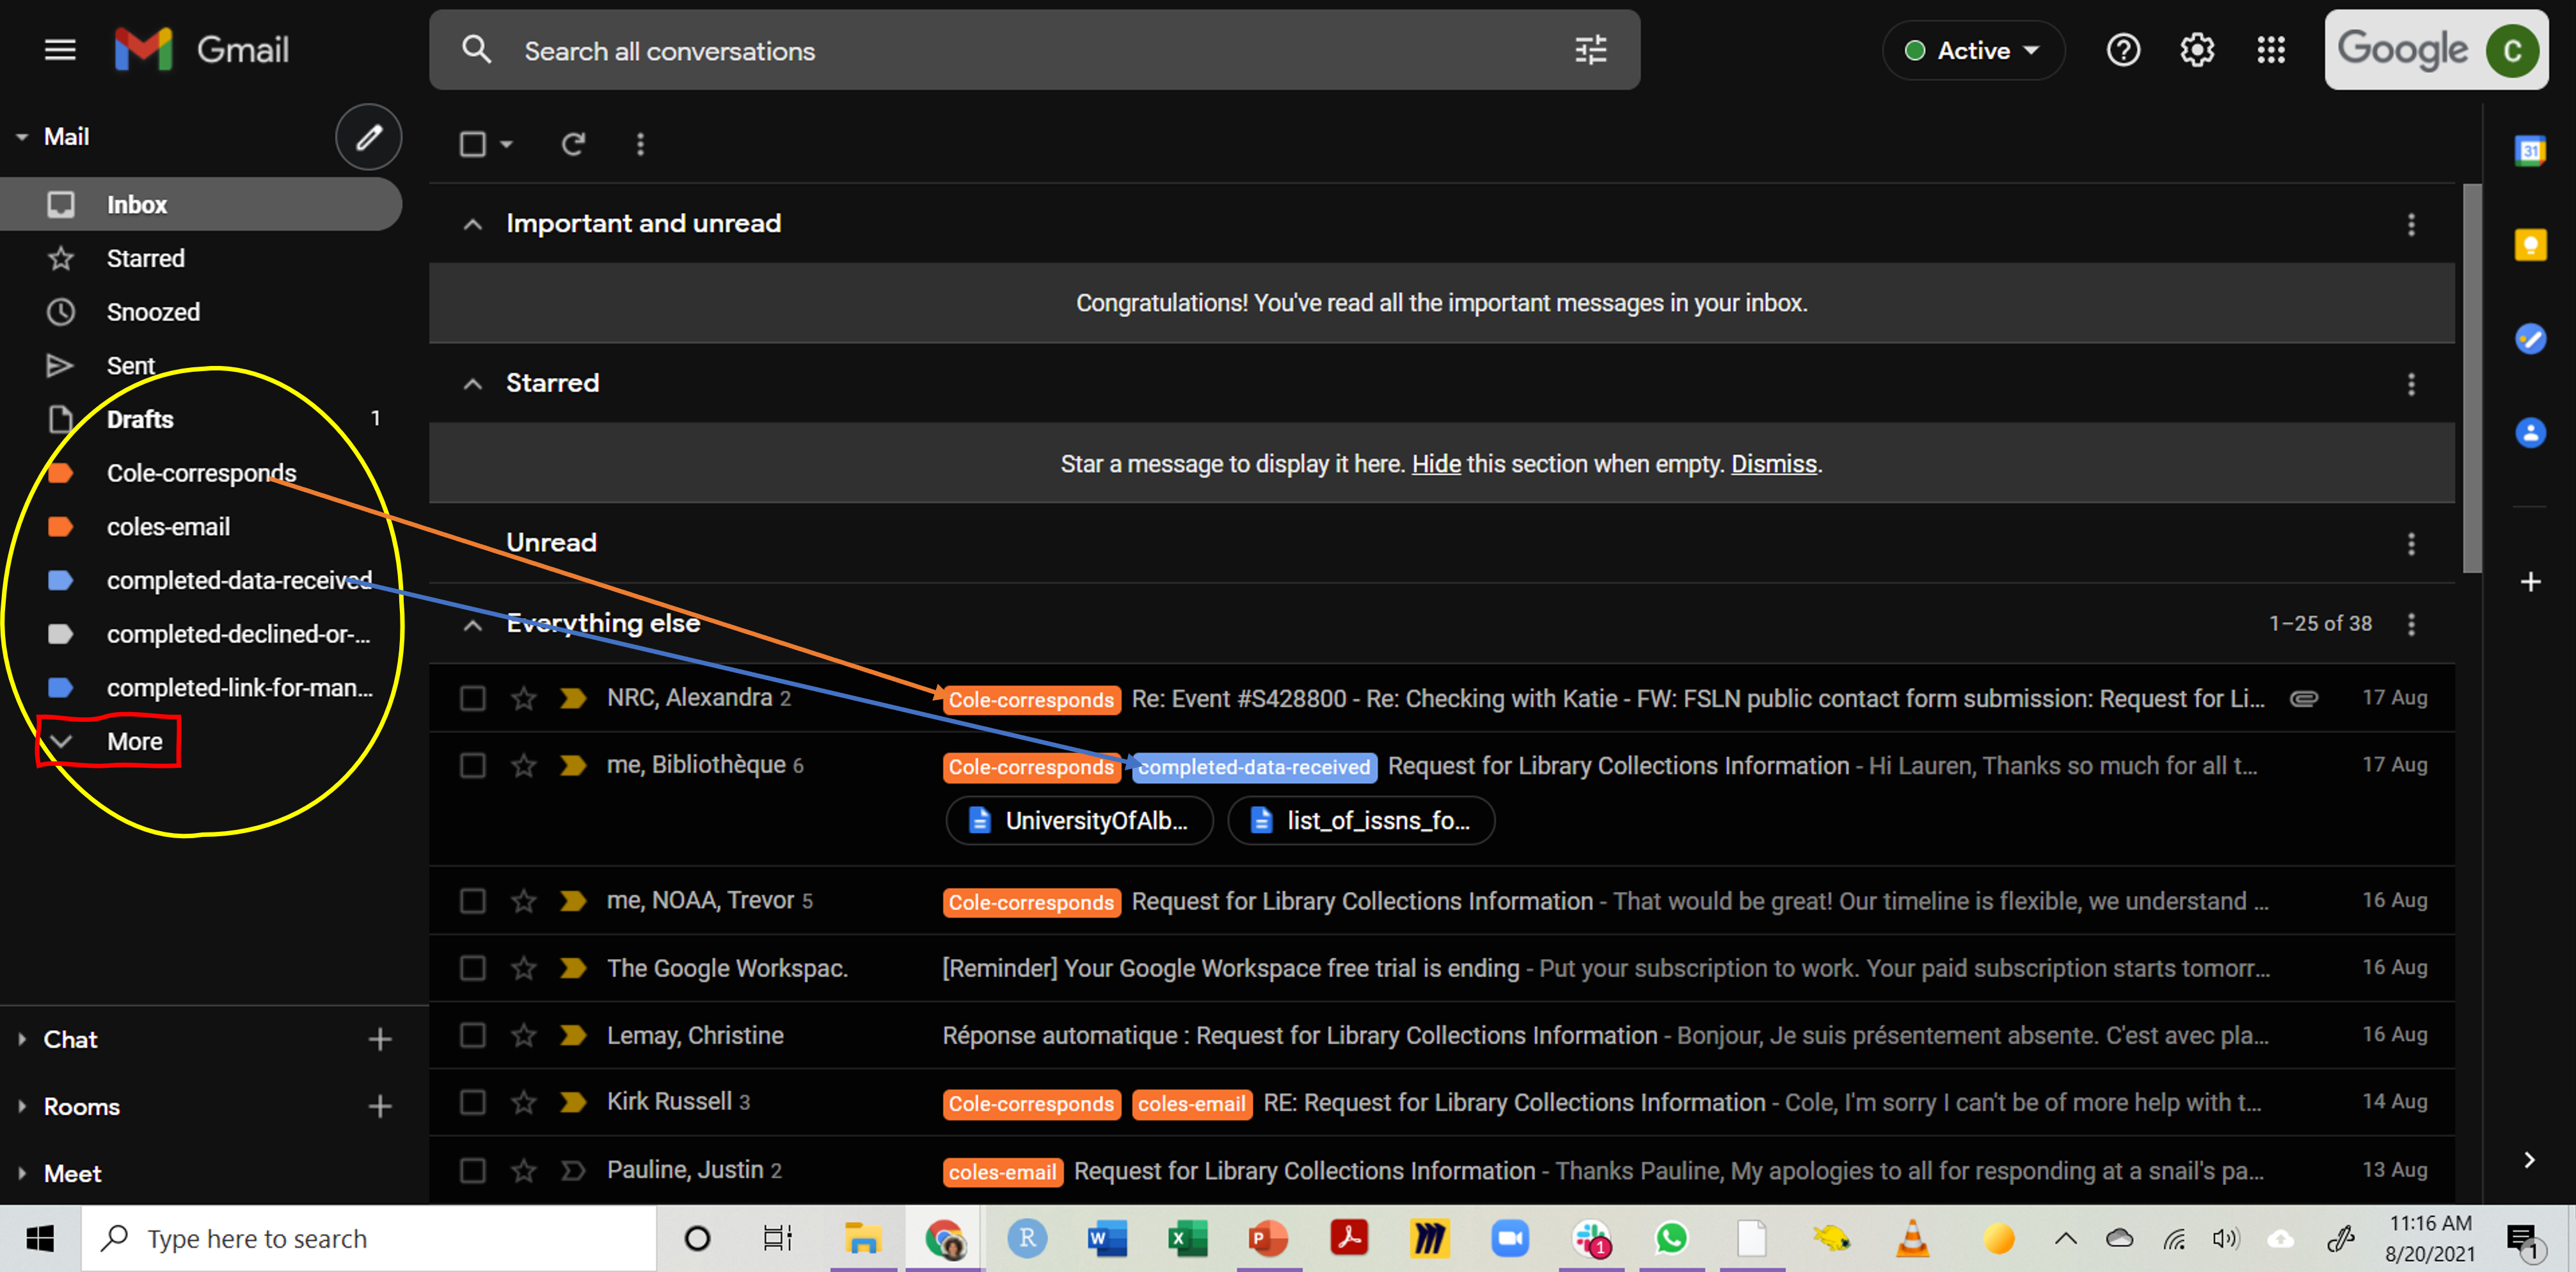 Gmail
Search all conversations
Active
Google
C
Mail
Inbox
Starred
Snoozed
Sent
Drafts 1
Cole-corresponds
coles-email
completed-data-received
completed-declined-or-...
completed-link-for-man...
More
Chat
Rooms
Meet
Important and unread
Congratulations! You've read all the important messages in your inbox.
Starred
Star a message to display it here. Hide this section when empty. Dismiss.
Unread
Everything else 1–25 of 38
NRC, Alexandra 2 Cole-corresponds Re: Event #S428800 - Re: Checking with Katie - FW: FSLN public contact form submission: Request for Li... 17 Aug
me, Bibliothèque 6 Cole-corresponds completed-data-received Request for Library Collections Information - Hi Lauren, Thanks so much for all t... 17 Aug
UniversityOfAlb... list_of_issns_fo...
me, NOAA, Trevor 5 Cole-corresponds Request for Library Collections Information - That would be great! Our timeline is flexible, we understand ... 16 Aug
The Google Workspac. [Reminder] Your Google Workspace free trial is ending - Put your subscription to work. Your paid subscription starts tomorr... 16 Aug
Lemay, Christine Réponse automatique : Request for Library Collections Information - Bonjour, Je suis présentement absente. C'est avec pla... 16 Aug
Kirk Russell 3 Cole-corresponds coles-email RE: Request for Library Collections Information - Cole, I'm sorry I can't be of more help with t... 14 Aug
Pauline, Justin 2 coles-email Request for Library Collections Information - Thanks Pauline, My apologies to all for responding at a snail's pa... 13 Aug
31
Type here to search
R
W
X
P
1
11:16 AM
8/20/2021
1